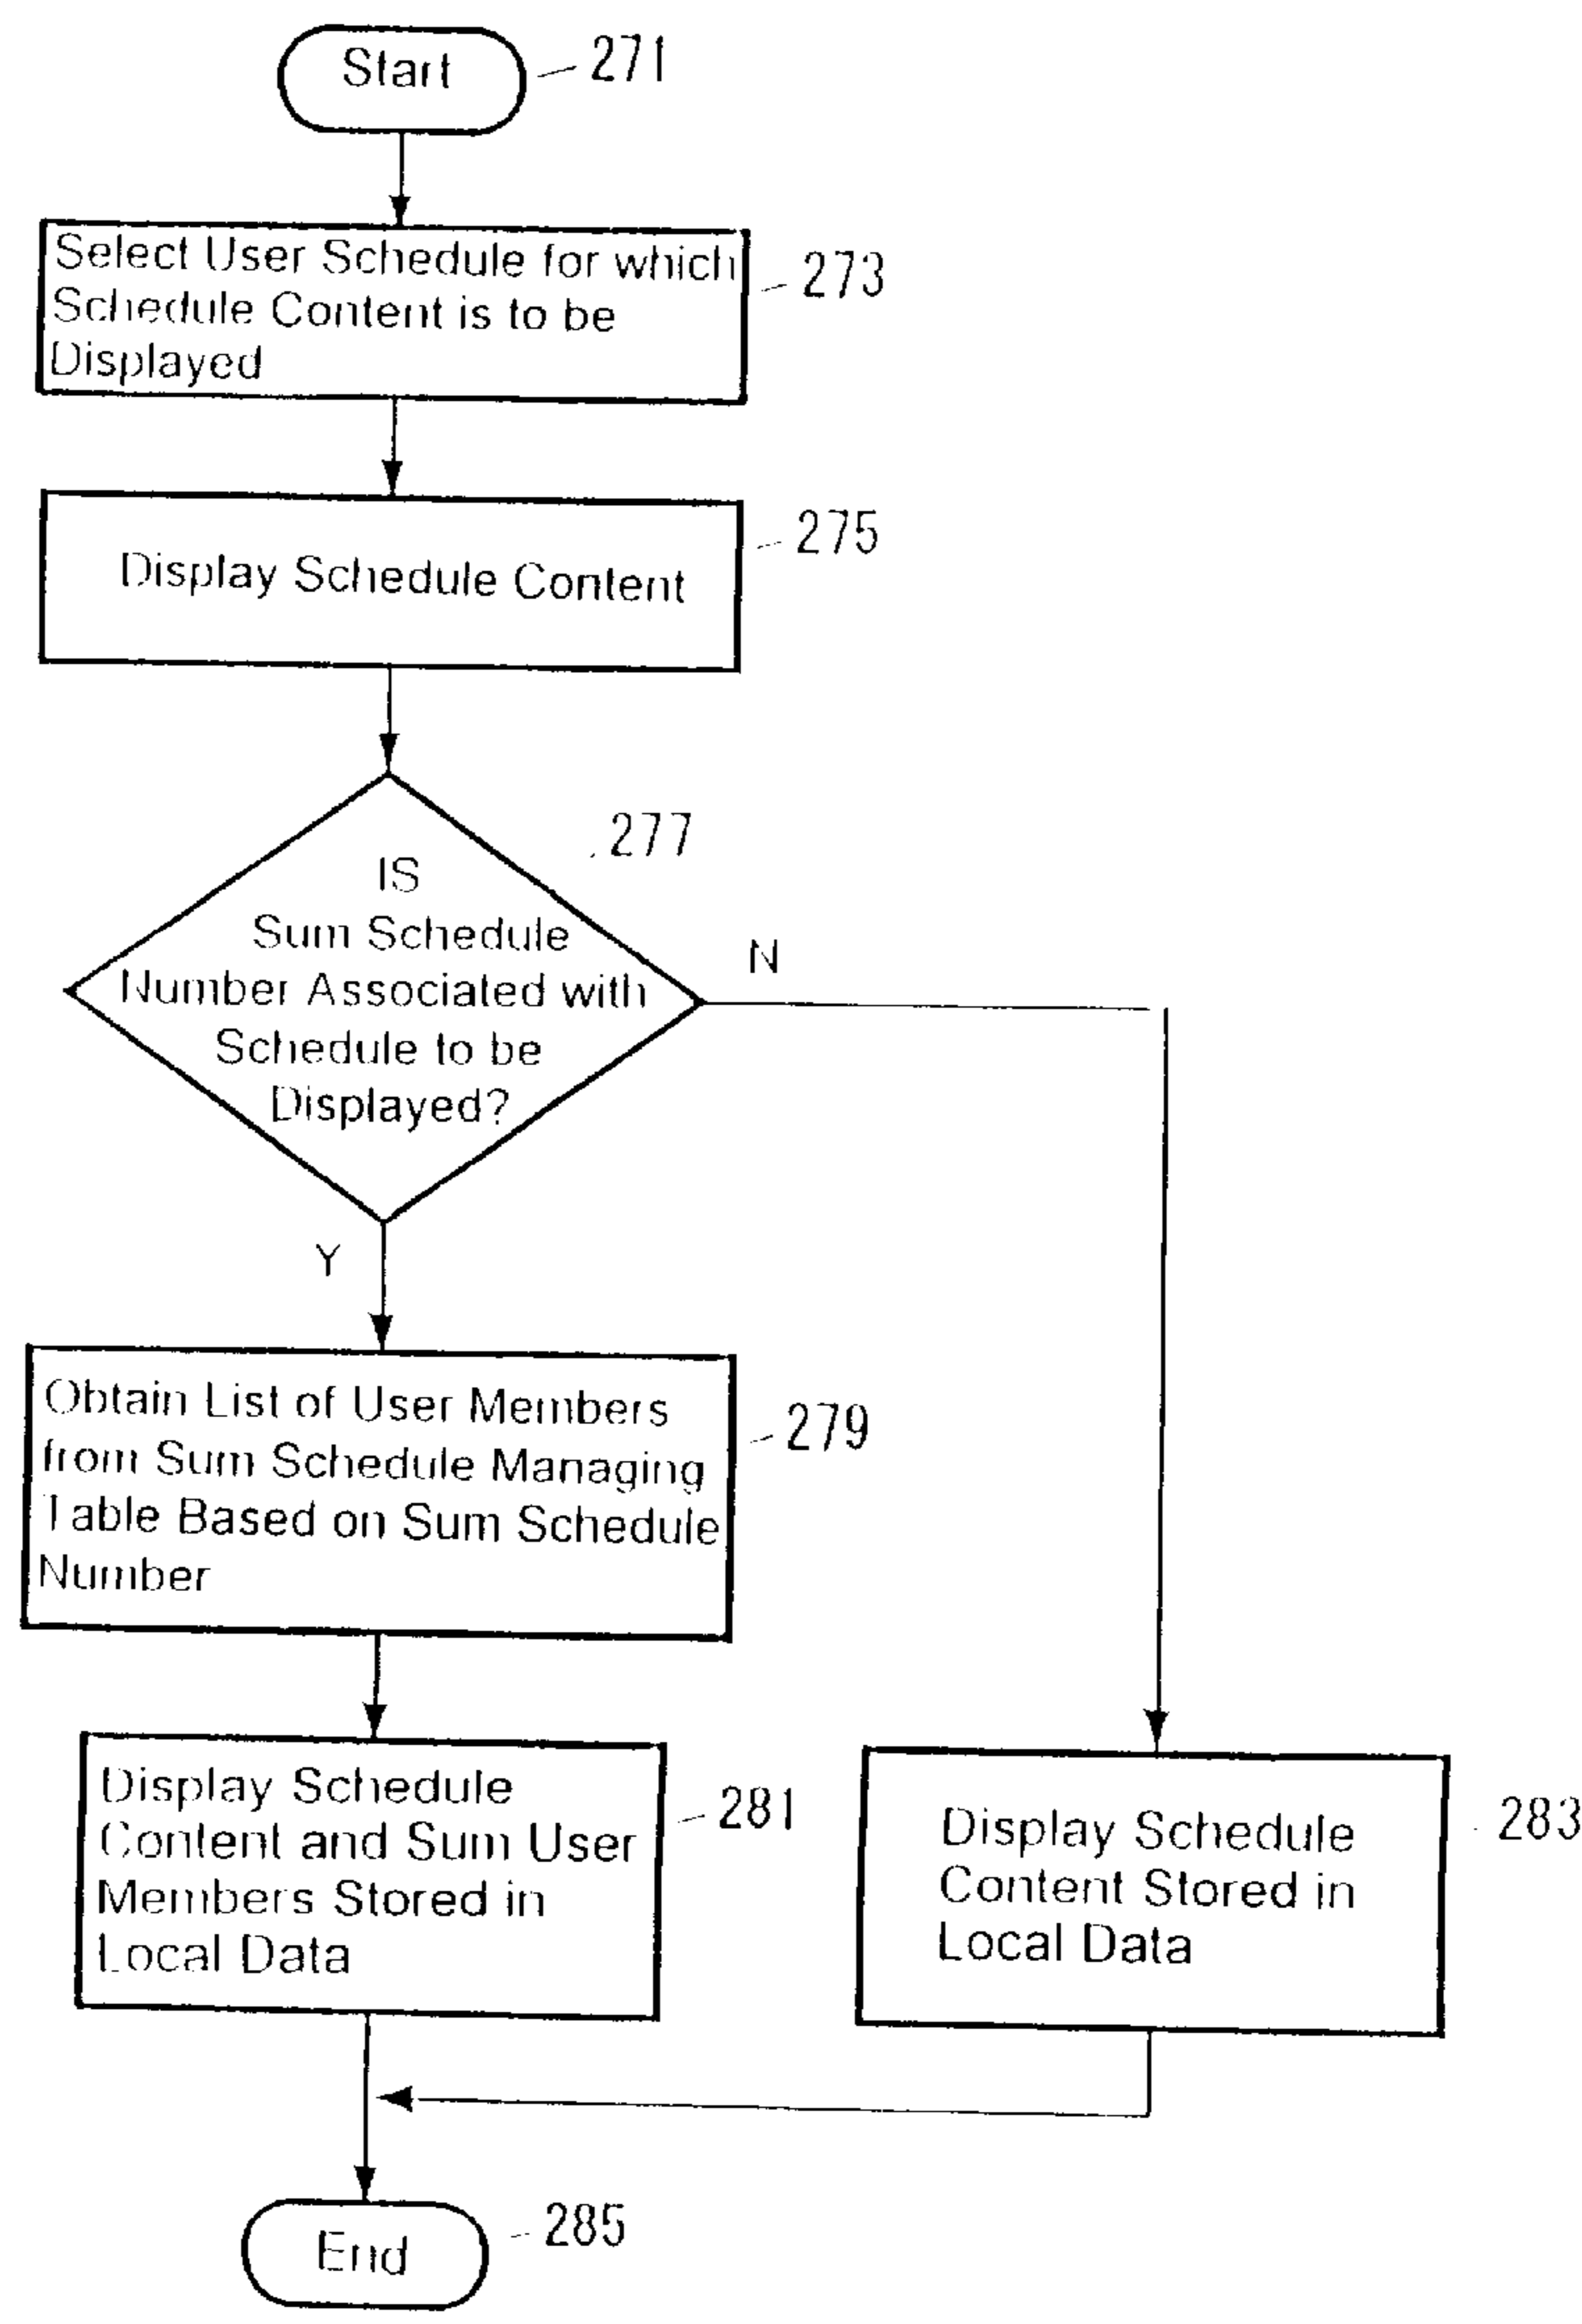 Start
271
Select User Schedule for which
Schedule Content is to be
Displayed
273
Display Schedule Content
275
277
IS
Sum Schedule
Number Associated with
Schedule to be
Displayed?
N
Y
Obtain List of User Members
from Sum Schedule Managing
Table Based on Sum Schedule
Number
279
Display Schedule
Content and Sum User
Members Stored in
Local Data
281
Display Schedule
Content Stored in
Local Data
283
End
285